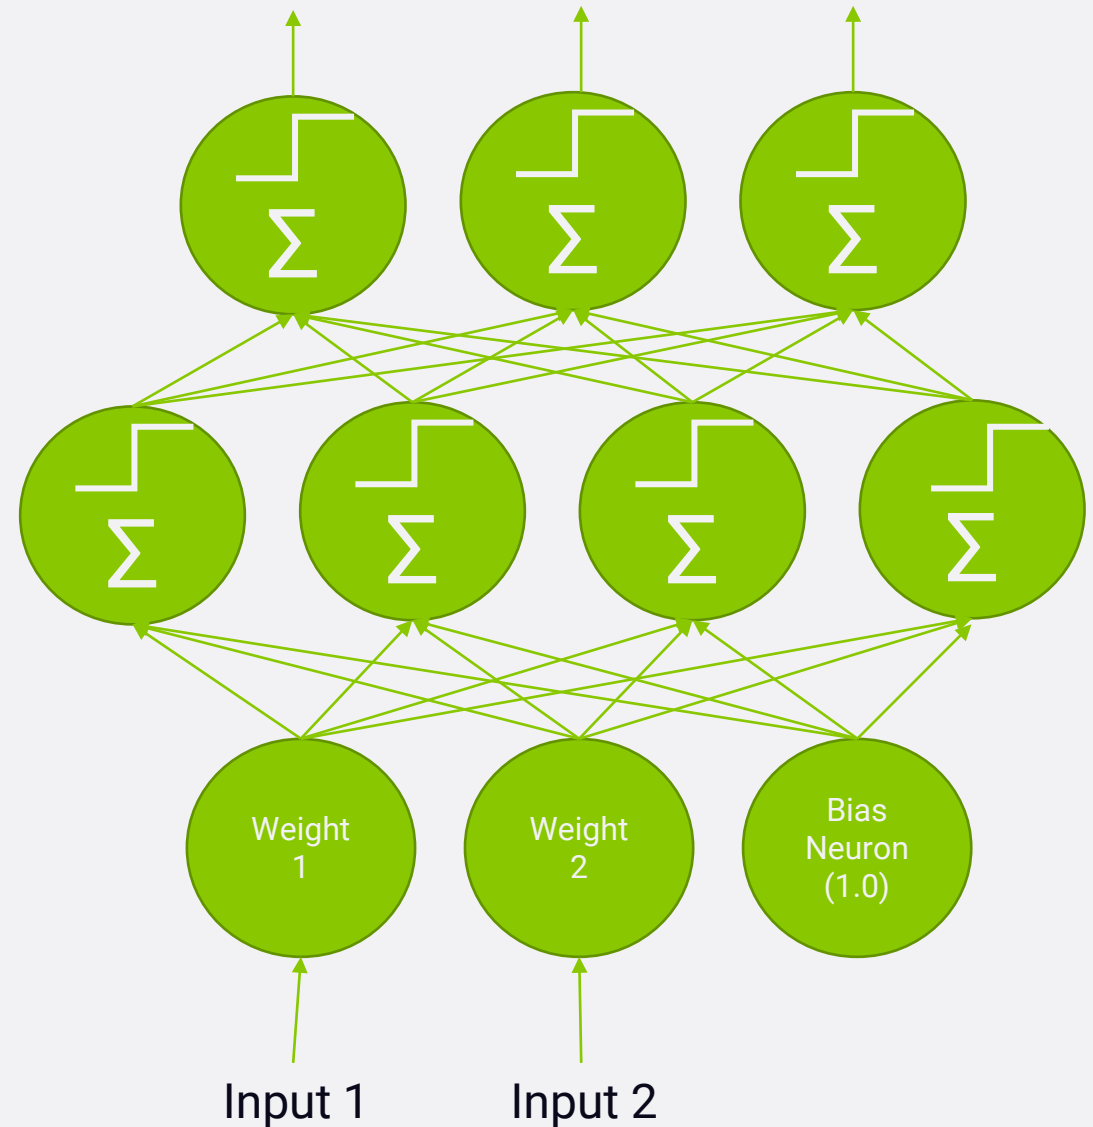 Σ Σ Σ
Σ Σ Σ Σ
Weight
1
Weight
2
Bias
Neuron
(1.0)
Input 1
Input 2